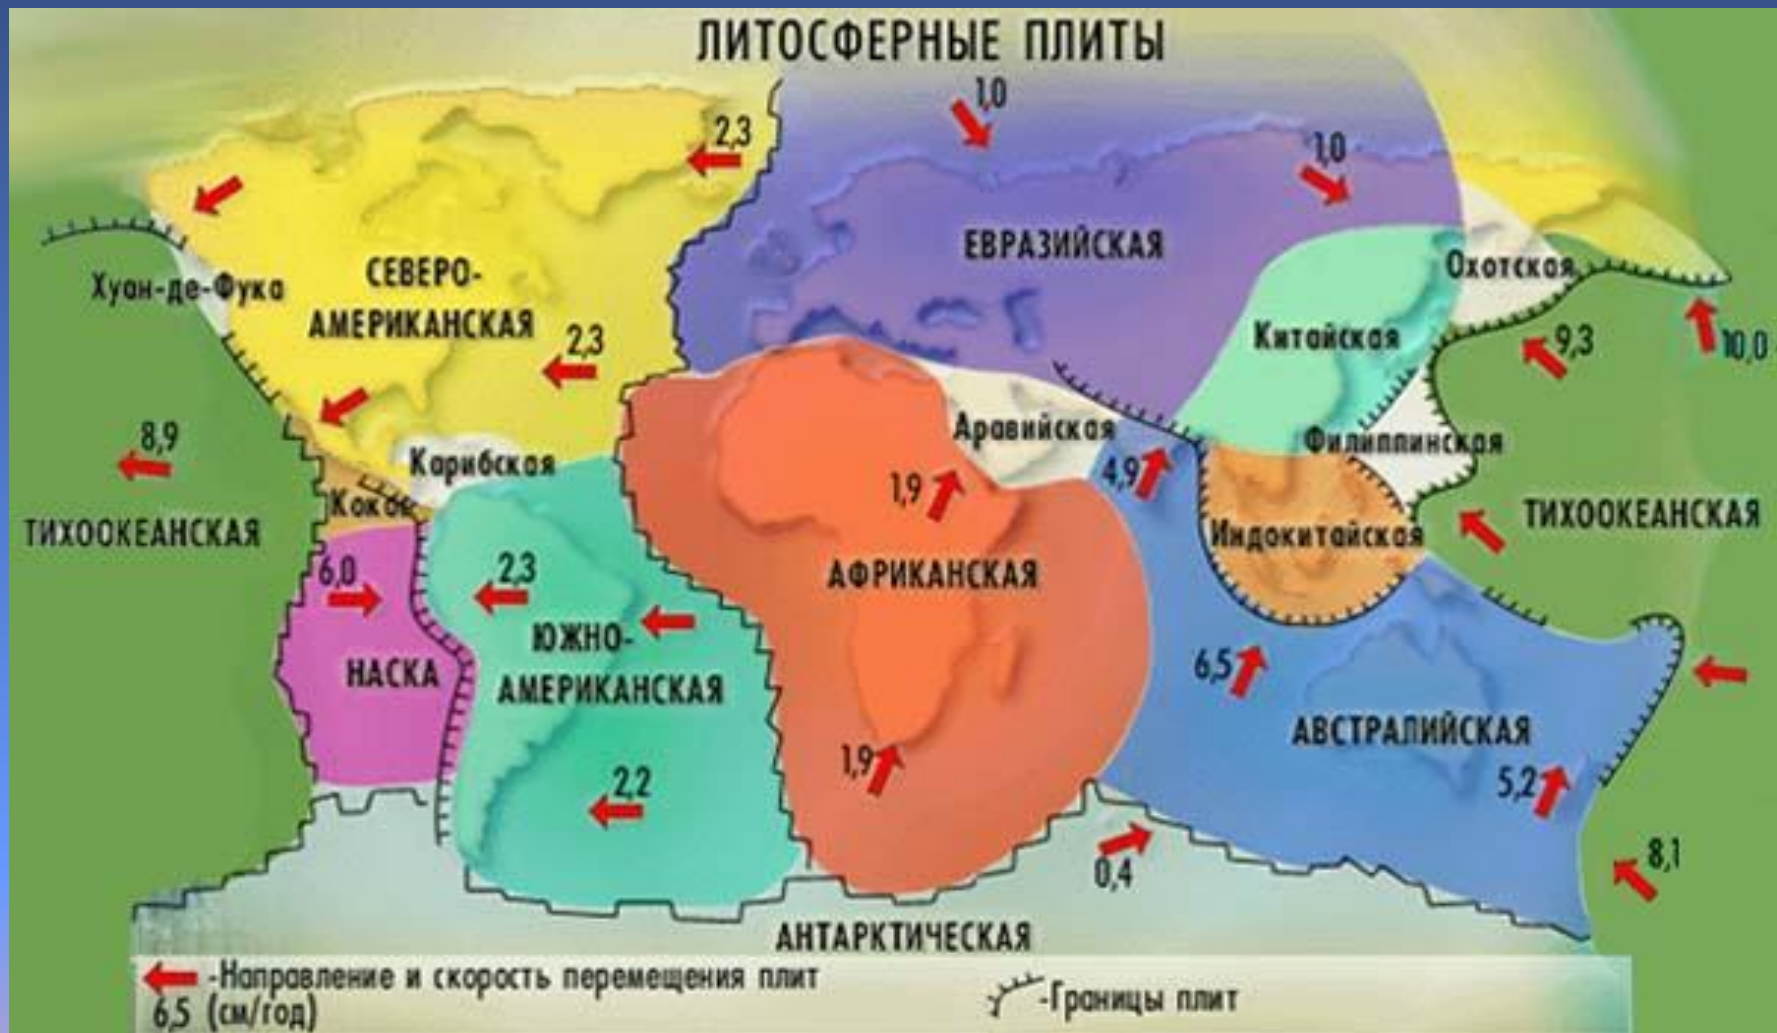 ЛИТОСФЕРНЫЕ ПЛИТЫ
1,0
2,3
1,0
ЕВРАЗИЙСКАЯ
Охотская
Хуан-де-Фука
СЕВЕРО-
АМЕРИКАНСКАЯ
2,3
Китайская
9,3
10,0
8,9
Карибская
Аравийская
Филиппинская
4,9
1,9
Кокос
ТИХООКЕАНСКАЯ
Индокитайская
ТИХООКЕАНСКАЯ
6,0
2,3
АФРИКАНСКАЯ
ЮЖНО-
АМЕРИКАНСКАЯ
НАСКА
6,5
АВСТРАЛИЙСКАЯ
1,9
2,2
5,2
0,4
8,1
АНТАРКТИЧЕСКАЯ
-Направление и скорость перемещения плит
6,5 (см/год)
-Границы плит